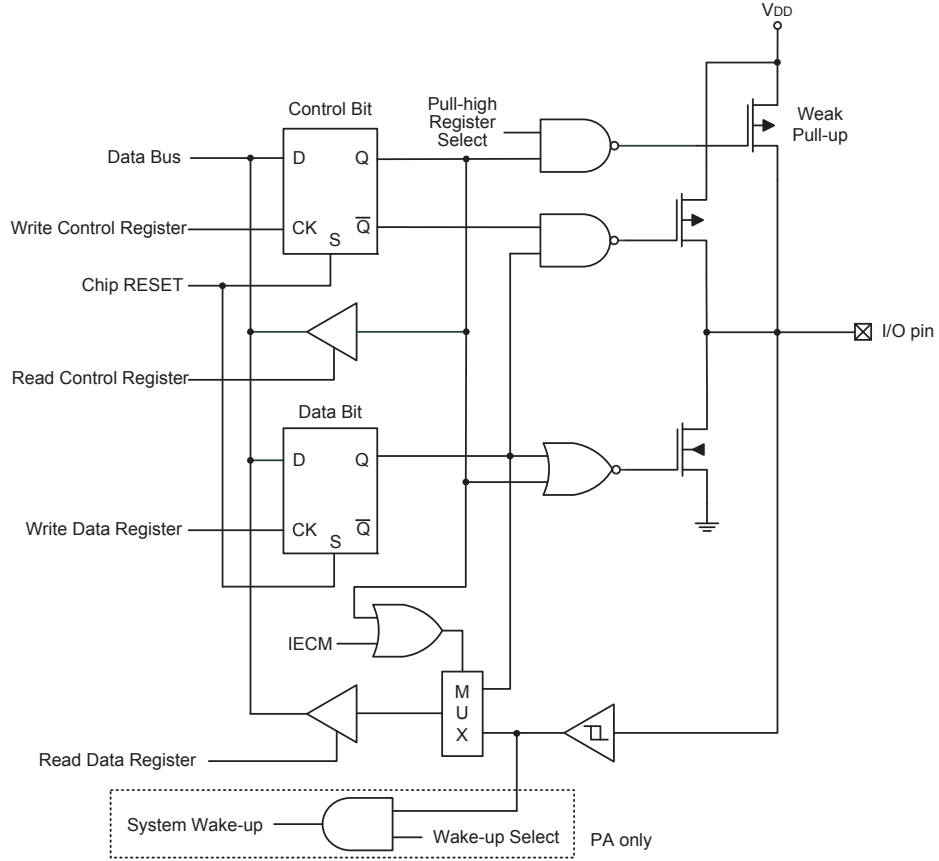 VDD
Control Bit
Pull-high
Register
Select
Weak
Pull-up
Data Bus
D
Q
Write Control Register
CK
Q̅
S
Chip RESET
I/O pin
Read Control Register
Data Bit
D
Q
Write Data Register
CK
Q̅
S
IECM
M
U
X
Read Data Register
System Wake-up
Wake-up Select
PA only